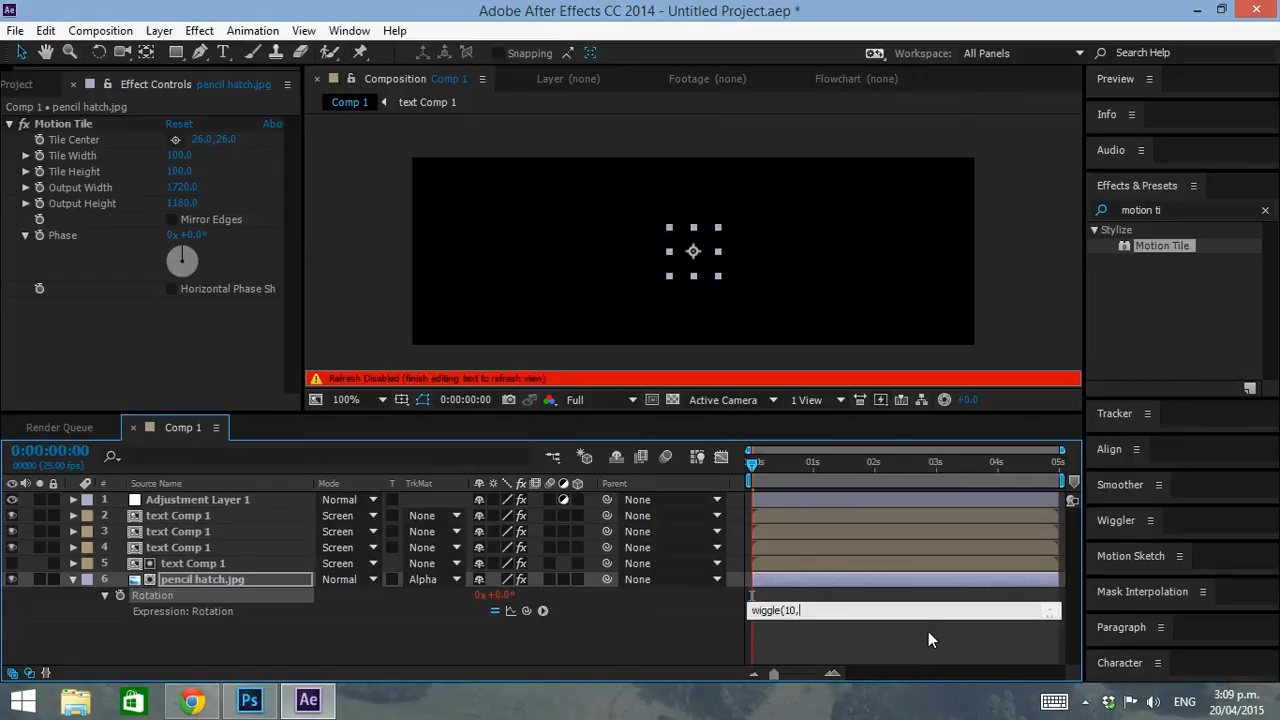 Ae
Adobe After Effects CC 2014 - Untitled Project.aep *
File Edit Composition Layer Effect Animation View Window Help
Snapping
Workspace: All Panels
Search Help
Project
Effect Controls pencil hatch.jpg
Composition Comp 1
Layer (none)
Footage (none)
Flowchart (none)
Preview
Comp 1 • pencil hatch.jpg
Comp 1 text Comp 1
Info
fx Motion Tile Reset Abo
Tile Center 26.0,26.0
Tile Width 100.0
Tile Height 100.0
Output Width 1720.0
Output Height 1180.0
Mirror Edges
Phase 0x+0.0°
Horizontal Phase Sh
Audio
Effects & Presets
motion ti
Stylize
Motion Tile
Refresh Disabled (finish editing text to refresh view)
100% 0:00:00:00 Full Active Camera 1 View +0.0
Render Queue
Comp 1
Tracker
Align
Smoother
Wiggler
Motion Sketch
Mask Interpolation
Paragraph
Character
0:00:00:00
00000 (25.00 fps)
01s 02s 03s 04s 05s
# Source Name Mode T TrkMat Parent
1 Adjustment Layer 1 Normal None
2 text Comp 1 Screen None None
3 text Comp 1 Screen None None
4 text Comp 1 Screen None None
5 text Comp 1 Screen None None
6 pencil hatch.jpg Normal Alpha None
Rotation 0x+0.0°
Expression: Rotation
wiggle(10,
Ps
Ae
ENG
3:09 p.m.
20/04/2015